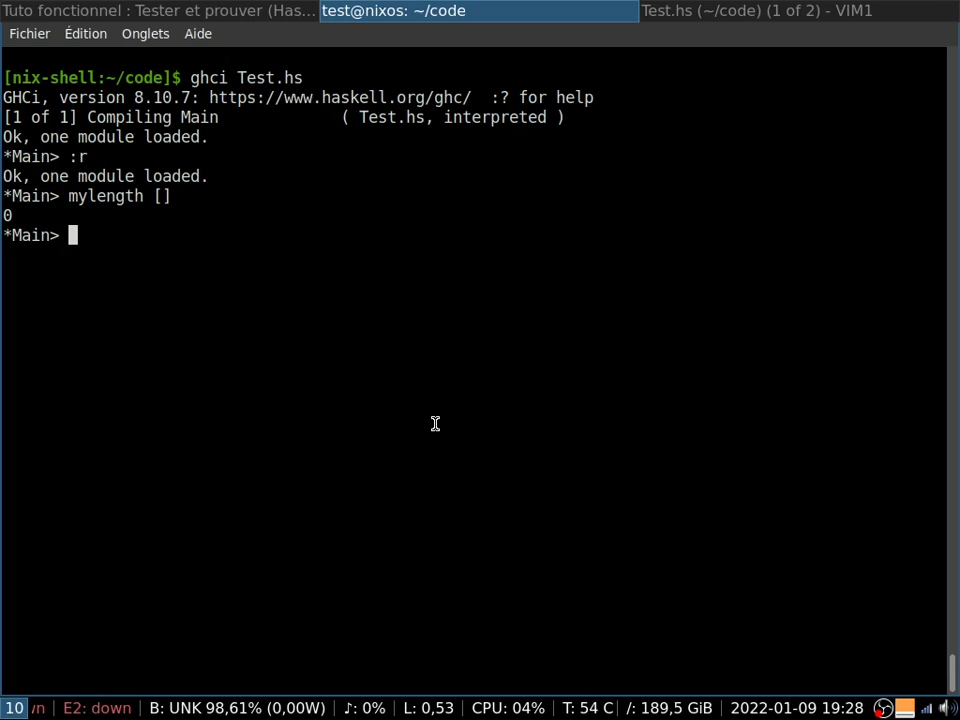 Tuto fonctionnel : Tester et prouver (Has... test@nixos: ~/code Test.hs (~/code) (1 of 2) - VIM1
Fichier Édition Onglets Aide
[nix-shell:~/code]$ ghci Test.hs
GHCi, version 8.10.7: https://www.haskell.org/ghc/  :? for help
[1 of 1] Compiling Main             ( Test.hs, interpreted )
Ok, one module loaded.
*Main> :r
Ok, one module loaded.
*Main> mylength []
0
*Main>
10 | E2: down | B: UNK 98,61% (0,00W) | ♪: 0% | L: 0,53 | CPU: 04% | T: 54 C | /: 189,5 GiB | 2022-01-09 19:28